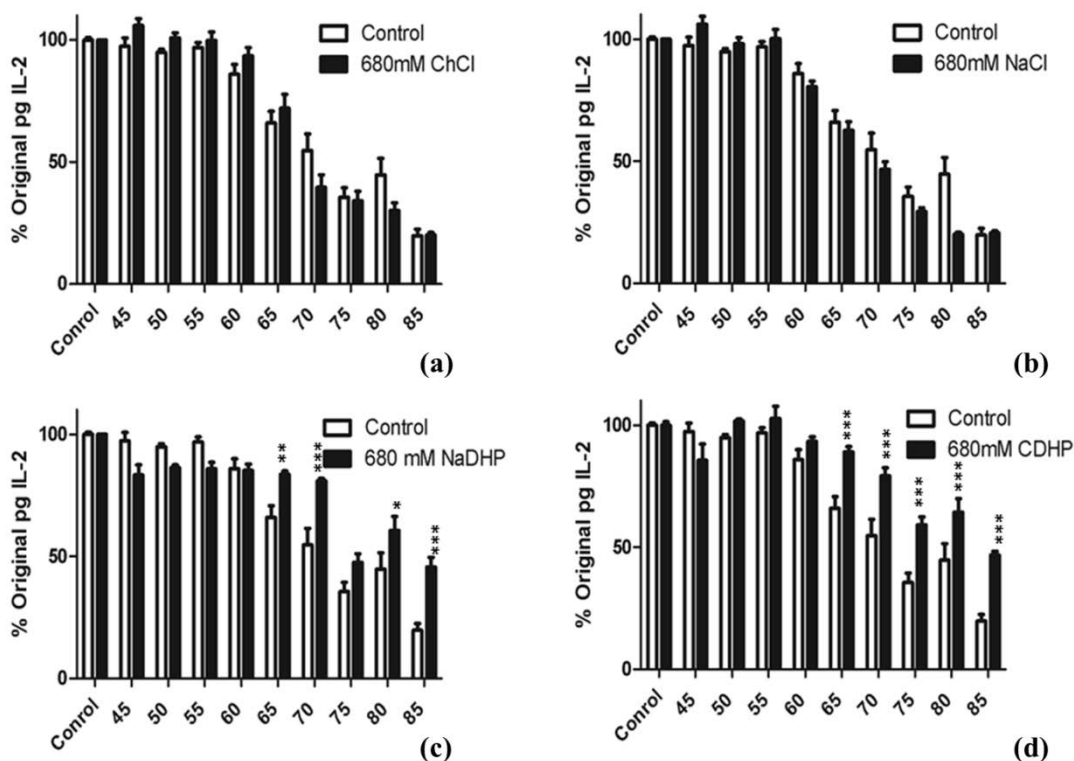 % Original pg IL-2
100
50
0
Control
680mM ChCl
Conrol 45 50 55 60 65 70 75 80 85
(a)
% Original pg IL-2
100
50
0
Control
680mM NaCl
Conrol 45 50 55 60 65 70 75 80 85
(b)
% Original pg IL-2
100
50
0
Control
680 mM NaDHP
** *** * ***
Conrol 45 50 55 60 65 70 75 80 85
(c)
% Original pg IL-2
100
50
0
Control
680mM CDHP
*** *** *** *** ***
Conrol 45 50 55 60 65 70 75 80 85
(d)